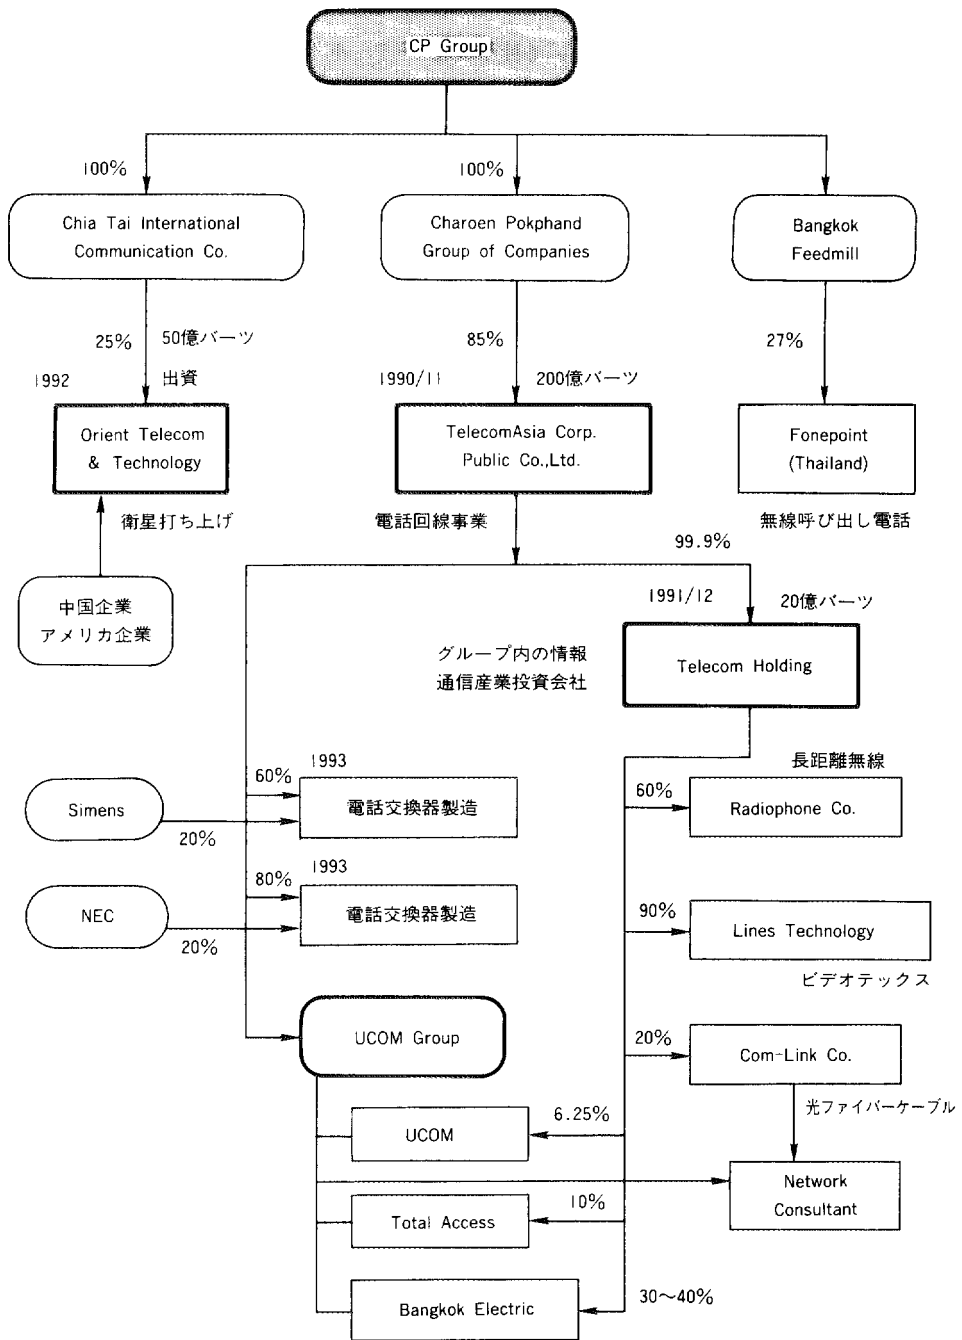 CP Group
100%
100%
Chia Tai International
Communication Co.
Charoen Pokphand
Group of Companies
Bangkok
Feedmill
25%
50億バーツ
出資
1992
85%
1990/11
200億バーツ
27%
Orient Telecom
& Technology
TelecomAsia Corp.
Public Co.,Ltd.
Fonepoint
(Thailand)
衛星打ち上げ
電話回線事業
無線呼び出し電話
中国企業
アメリカ企業
99.9%
1991/12
20億バーツ
グループ内の情報
通信産業投資会社
Telecom Holding
Simens
20%
60%
1993
電話交換器製造
NEC
20%
80%
1993
電話交換器製造
長距離無線
60%
Radiophone Co.
90%
Lines Technology
ビデオテックス
UCOM Group
20%
Com-Link Co.
光ファイバーケーブル
UCOM
6.25%
Network
Consultant
Total Access
10%
Bangkok Electric
30〜40%